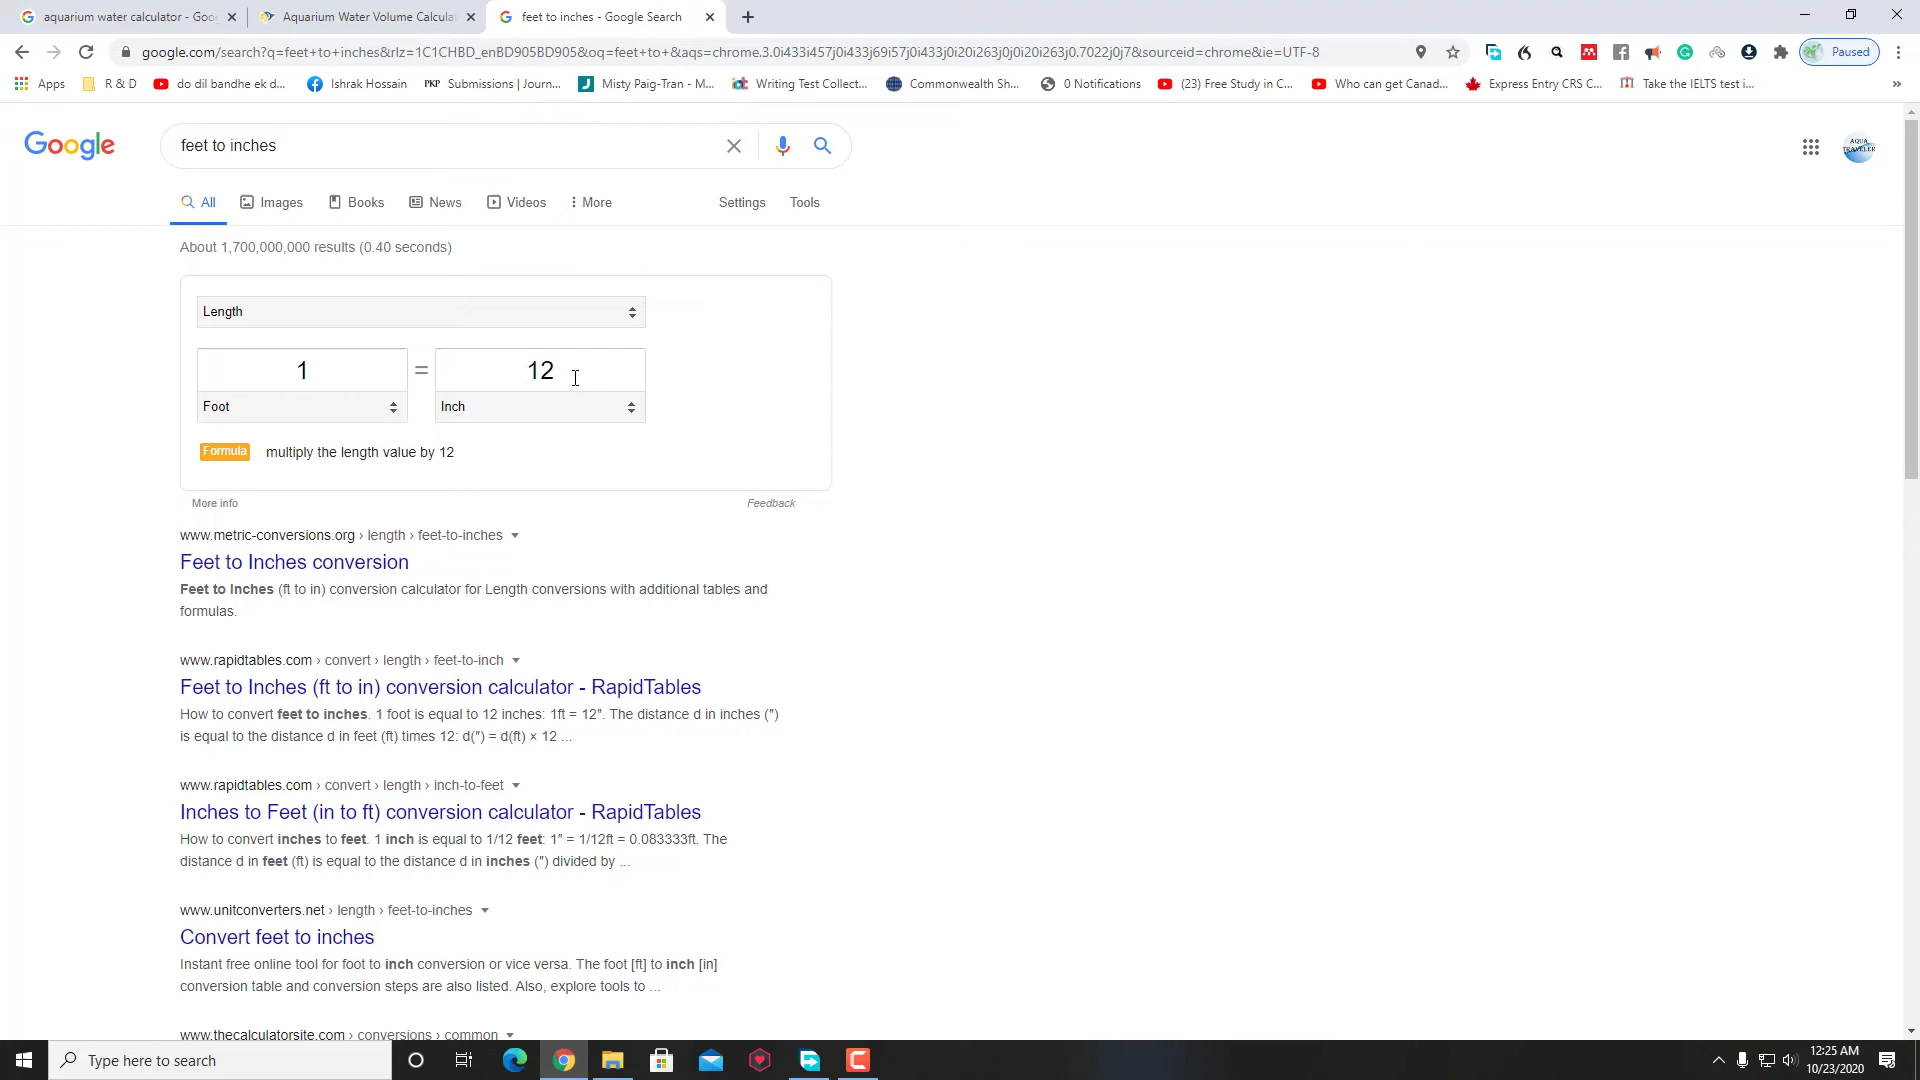 aquarium water calculator - Goo
Aquarium Water Volume Calculat
feet to inches - Google Search
google.com/search?q=feet+to+inches&rlz=1C1CHBD_enBD905BD905&oq=feet+to+&aqs=chrome.3.0i433i457j0i433j69i57j0i433j0i20i263j0j0i20i263j0.7022j0j7&sourceid=chrome&ie=UTF-8
Paused
Apps
R & D
do dil bandhe ek d...
Ishrak Hossain
PKP Submissions | Journ...
Misty Paig-Tran - M...
Writing Test Collect...
Commonwealth Sh...
0 Notifications
(23) Free Study in C...
Who can get Canad...
Express Entry CRS C...
Take the IELTS test i...
Google
feet to inches
AQUA TRAVELER
All
Images
Books
News
Videos
More
Settings
Tools
About 1,700,000,000 results (0.40 seconds)
Length
1 = 12
Foot
Inch
Formula multiply the length value by 12
More info
Feedback
www.metric-conversions.org › length › feet-to-inches
Feet to Inches conversion
Feet to Inches (ft to in) conversion calculator for Length conversions with additional tables and
formulas.
www.rapidtables.com › convert › length › feet-to-inch
Feet to Inches (ft to in) conversion calculator - RapidTables
How to convert feet to inches. 1 foot is equal to 12 inches: 1ft = 12″. The distance d in inches (″)
is equal to the distance d in feet (ft) times 12: d(″) = d(ft) × 12 ...
www.rapidtables.com › convert › length › inch-to-feet
Inches to Feet (in to ft) conversion calculator - RapidTables
How to convert inches to feet. 1 inch is equal to 1/12 feet: 1″ = 1/12ft = 0.083333ft. The
distance d in feet (ft) is equal to the distance d in inches (″) divided by ...
www.unitconverters.net › length › feet-to-inches
Convert feet to inches
Instant free online tool for foot to inch conversion or vice versa. The foot [ft] to inch [in]
conversion table and conversion steps are also listed. Also, explore tools to ...
www.thecalculatorsite.com › conversions › common
Type here to search
12:25 AM
10/23/2020